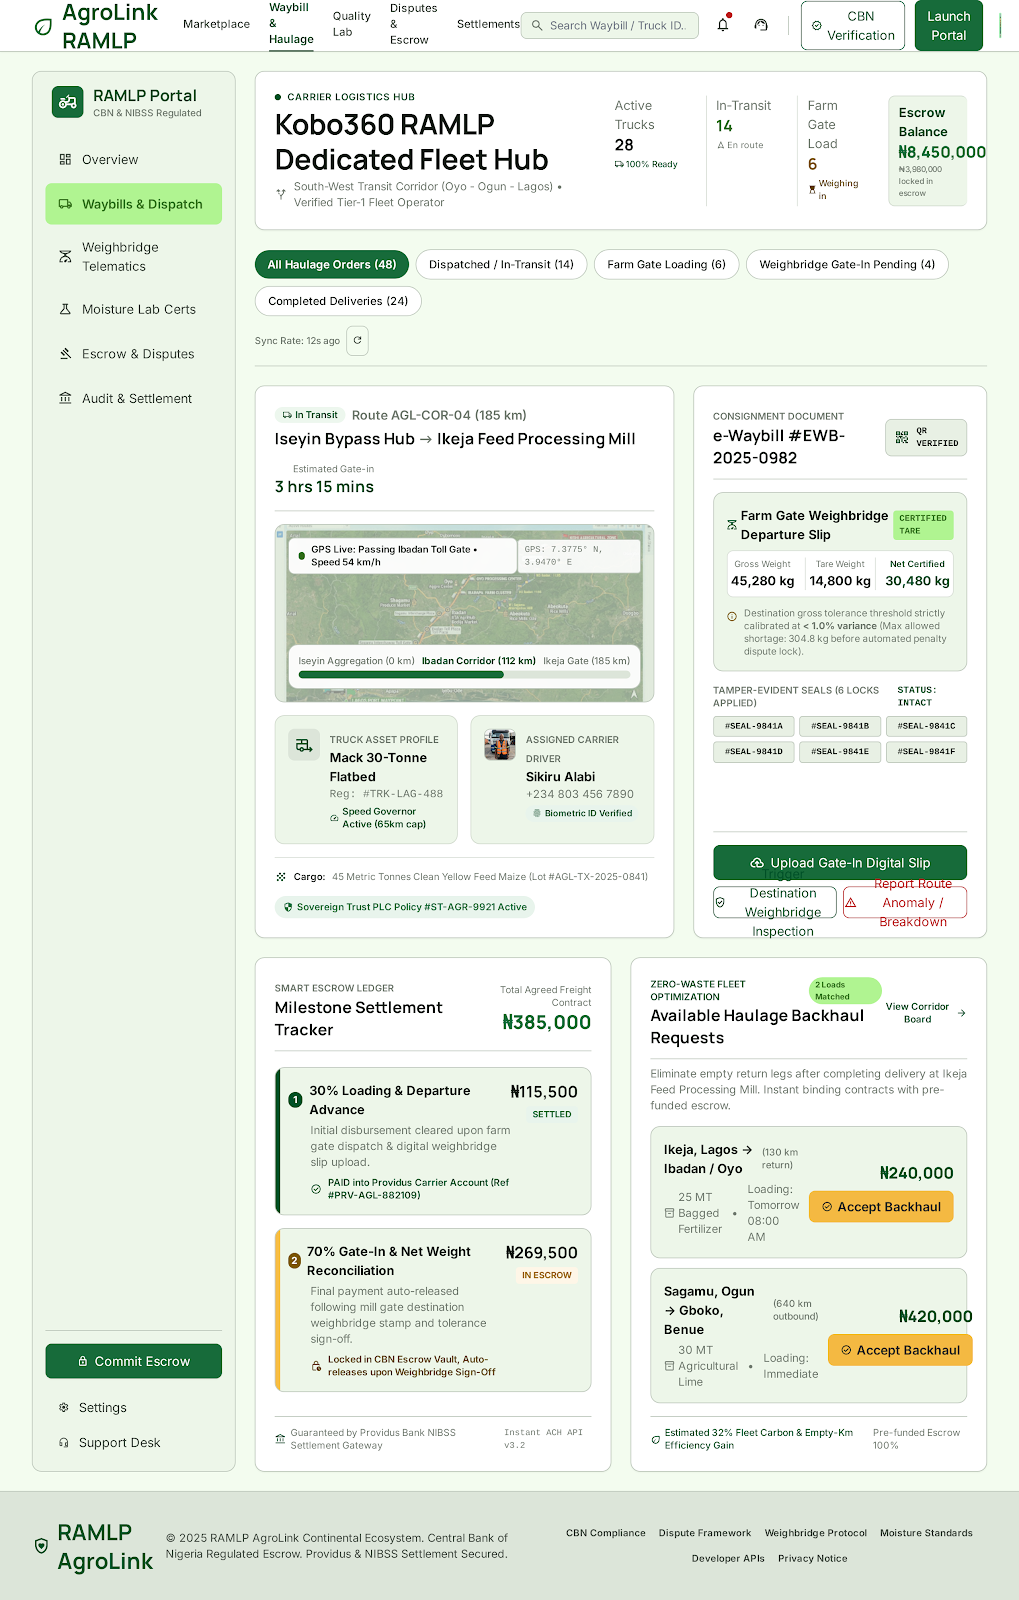 AgroLink
RAMLP
Marketplace
Waybill
&
Haulage
Quality
Lab
Disputes
&
Escrow
Settlements
Search Waybill / Truck ID..
CBN
Verification
Launch
Portal
RAMLP Portal
CBN & NIBSS Regulated
Overview
Waybills & Dispatch
Weighbridge
Telematics
Moisture Lab Certs
Escrow & Disputes
Audit & Settlement
Commit Escrow
Settings
Support Desk
CARRIER LOGISTICS HUB
Kobo360 RAMLP
Dedicated Fleet Hub
South-West Transit Corridor (Oyo - Ogun - Lagos) •
Verified Tier-1 Fleet Operator
Active
Trucks
28
100% Ready
In-Transit
14
En route
Farm
Gate
Load
6
Weighing
in
Escrow
Balance
₦8,450,000
₦3,980,000
locked in
escrow
All Haulage Orders (48)
Dispatched / In-Transit (14)
Farm Gate Loading (6)
Weighbridge Gate-In Pending (4)
Completed Deliveries (24)
Sync Rate: 12s ago
In Transit
Route AGL-COR-04 (185 km)
Iseyin Bypass Hub → Ikeja Feed Processing Mill
Estimated Gate-in
3 hrs 15 mins
GPS Live: Passing Ibadan Toll Gate •
Speed 54 km/h
GPS: 7.3775° N,
3.9470° E
Iseyin Aggregation (0 km)
Ibadan Corridor (112 km)
Ikeja Gate (185 km)
TRUCK ASSET PROFILE
Mack 30-Tonne
Flatbed
Reg: #TRK-LAG-488
Speed Governor
Active (65km cap)
ASSIGNED CARRIER
DRIVER
Sikiru Alabi
+234 803 456 7890
Biometric ID Verified
Cargo: 45 Metric Tonnes Clean Yellow Feed Maize (Lot #AGL-TX-2025-0841)
Sovereign Trust PLC Policy #ST-AGR-9921 Active
CONSIGNMENT DOCUMENT
e-Waybill #EWB-
2025-0982
QR
VERIFIED
Farm Gate Weighbridge
Departure Slip
CERTIFIED
TARE
Gross Weight
45,280 kg
Tare Weight
14,800 kg
Net Certified
30,480 kg
Destination gross tolerance threshold strictly
calibrated at < 1.0% variance (Max allowed
shortage: 304.8 kg before automated penalty
dispute lock).
TAMPER-EVIDENT SEALS (6 LOCKS
APPLIED)
STATUS:
INTACT
#SEAL-9841A
#SEAL-9841B
#SEAL-9841C
#SEAL-9841D
#SEAL-9841E
#SEAL-9841F
Upload Gate-In Digital Slip
Trigger
Destination
Weighbridge
Inspection
Report Route
Anomaly /
Breakdown
SMART ESCROW LEDGER
Milestone Settlement
Tracker
Total Agreed Freight
Contract
₦385,000
1
30% Loading & Departure
Advance
₦115,500
SETTLED
Initial disbursement cleared upon farm
gate dispatch & digital weighbridge
slip upload.
PAID into Providus Carrier Account (Ref
#PRV-AGL-882109)
2
70% Gate-In & Net Weight
Reconciliation
₦269,500
IN ESCROW
Final payment auto-released
following mill gate destination
weighbridge stamp and tolerance
sign-off.
Locked in CBN Escrow Vault, Auto-
releases upon Weighbridge Sign-Off
Guaranteed by Providus Bank NIBSS
Settlement Gateway
Instant ACH API
v3.2
ZERO-WASTE FLEET
OPTIMIZATION
2 Loads
Matched
Available Haulage Backhaul
Requests
View Corridor
Board
Eliminate empty return legs after completing delivery at Ikeja
Feed Processing Mill. Instant binding contracts with pre-
funded escrow.
Ikeja, Lagos →
Ibadan / Oyo
(130 km
return)
25 MT
Bagged
Fertilizer
•
Loading:
Tomorrow
08:00
AM
₦240,000
Accept Backhaul
Sagamu, Ogun
→ Gboko,
Benue
(640 km
outbound)
30 MT
Agricultural
Lime
•
Loading:
Immediate
₦420,000
Accept Backhaul
Estimated 32% Fleet Carbon & Empty-Km
Efficiency Gain
Pre-funded Escrow
100%
RAMLP
AgroLink
© 2025 RAMLP AgroLink Continental Ecosystem. Central Bank of
Nigeria Regulated Escrow. Providus & NIBSS Settlement Secured.
CBN Compliance
Dispute Framework
Weighbridge Protocol
Moisture Standards
Developer APIs
Privacy Notice